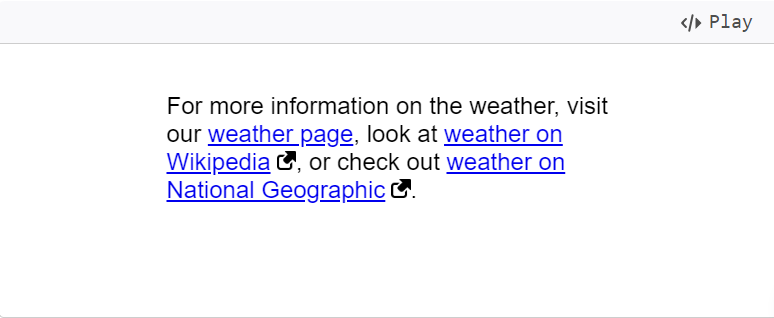 Play
For more information on the weather, visit
our weather page, look at weather on
Wikipedia, or check out weather on
National Geographic.